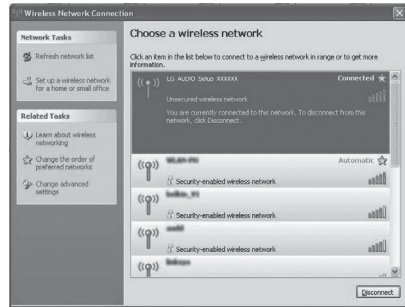 Wireless Network Connection
Network Tasks
Refresh network list
Set up a wireless network
for a home or small office
Related Tasks
Learn about wireless
networking
Change the order of
preferred networks
Change advanced
settings
Choose a wireless network
Click an item in the list below to connect to a wireless network in range or to get more
information.
LG AUDIO Setup XXXXXX
Connected
Unsecured wireless network
You are currently connected to this network. To disconnect from this
network, click Disconnect.
Automatic
Security-enabled wireless network
Security-enabled wireless network
Security-enabled wireless network
Disconnect